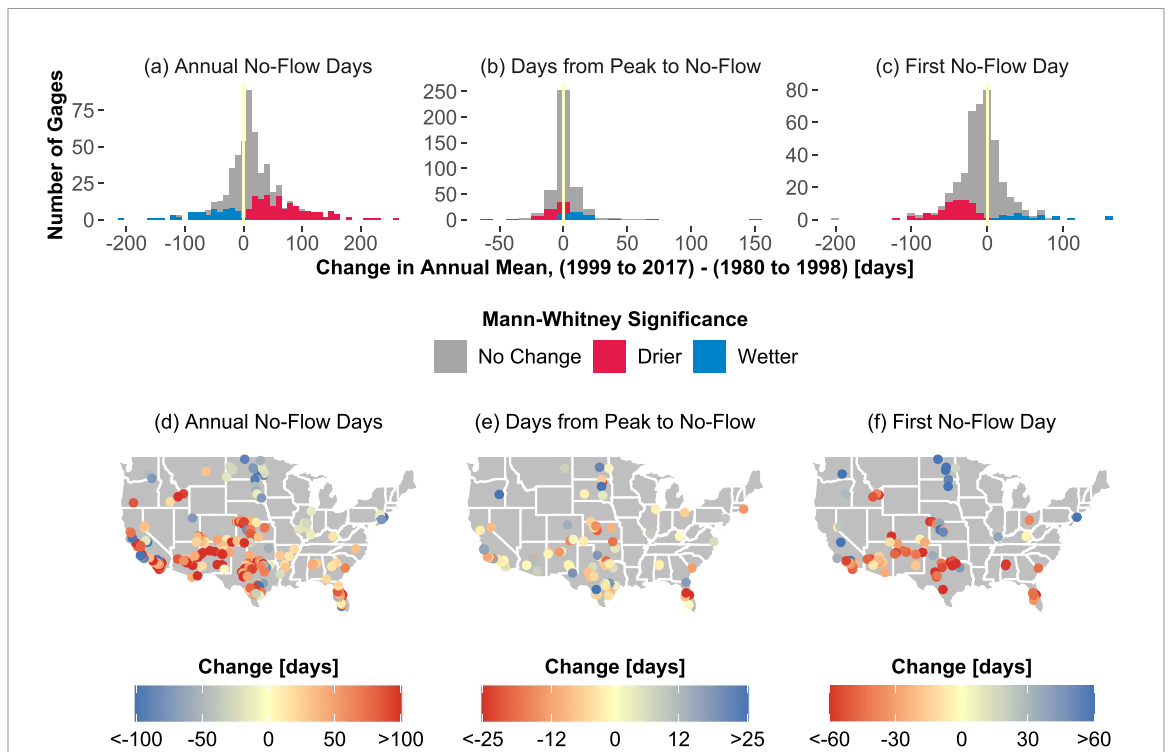 (a) Annual No-Flow Days
(b) Days from Peak to No-Flow
(c) First No-Flow Day
Number of Gages
75
50
25
0
-200 -100 0 100 200
250
200
150
100
50
0
-50 0 50 100 150
80
60
40
20
0
-200 -100 0 100
Change in Annual Mean, (1999 to 2017) - (1980 to 1998) [days]
Mann-Whitney Significance
No Change Drier Wetter
(d) Annual No-Flow Days
(e) Days from Peak to No-Flow
(f) First No-Flow Day
Change [days]
<-100 -50 0 50 >100
Change [days]
<-25 -12 0 12 >25
Change [days]
<-60 -30 0 30 >60